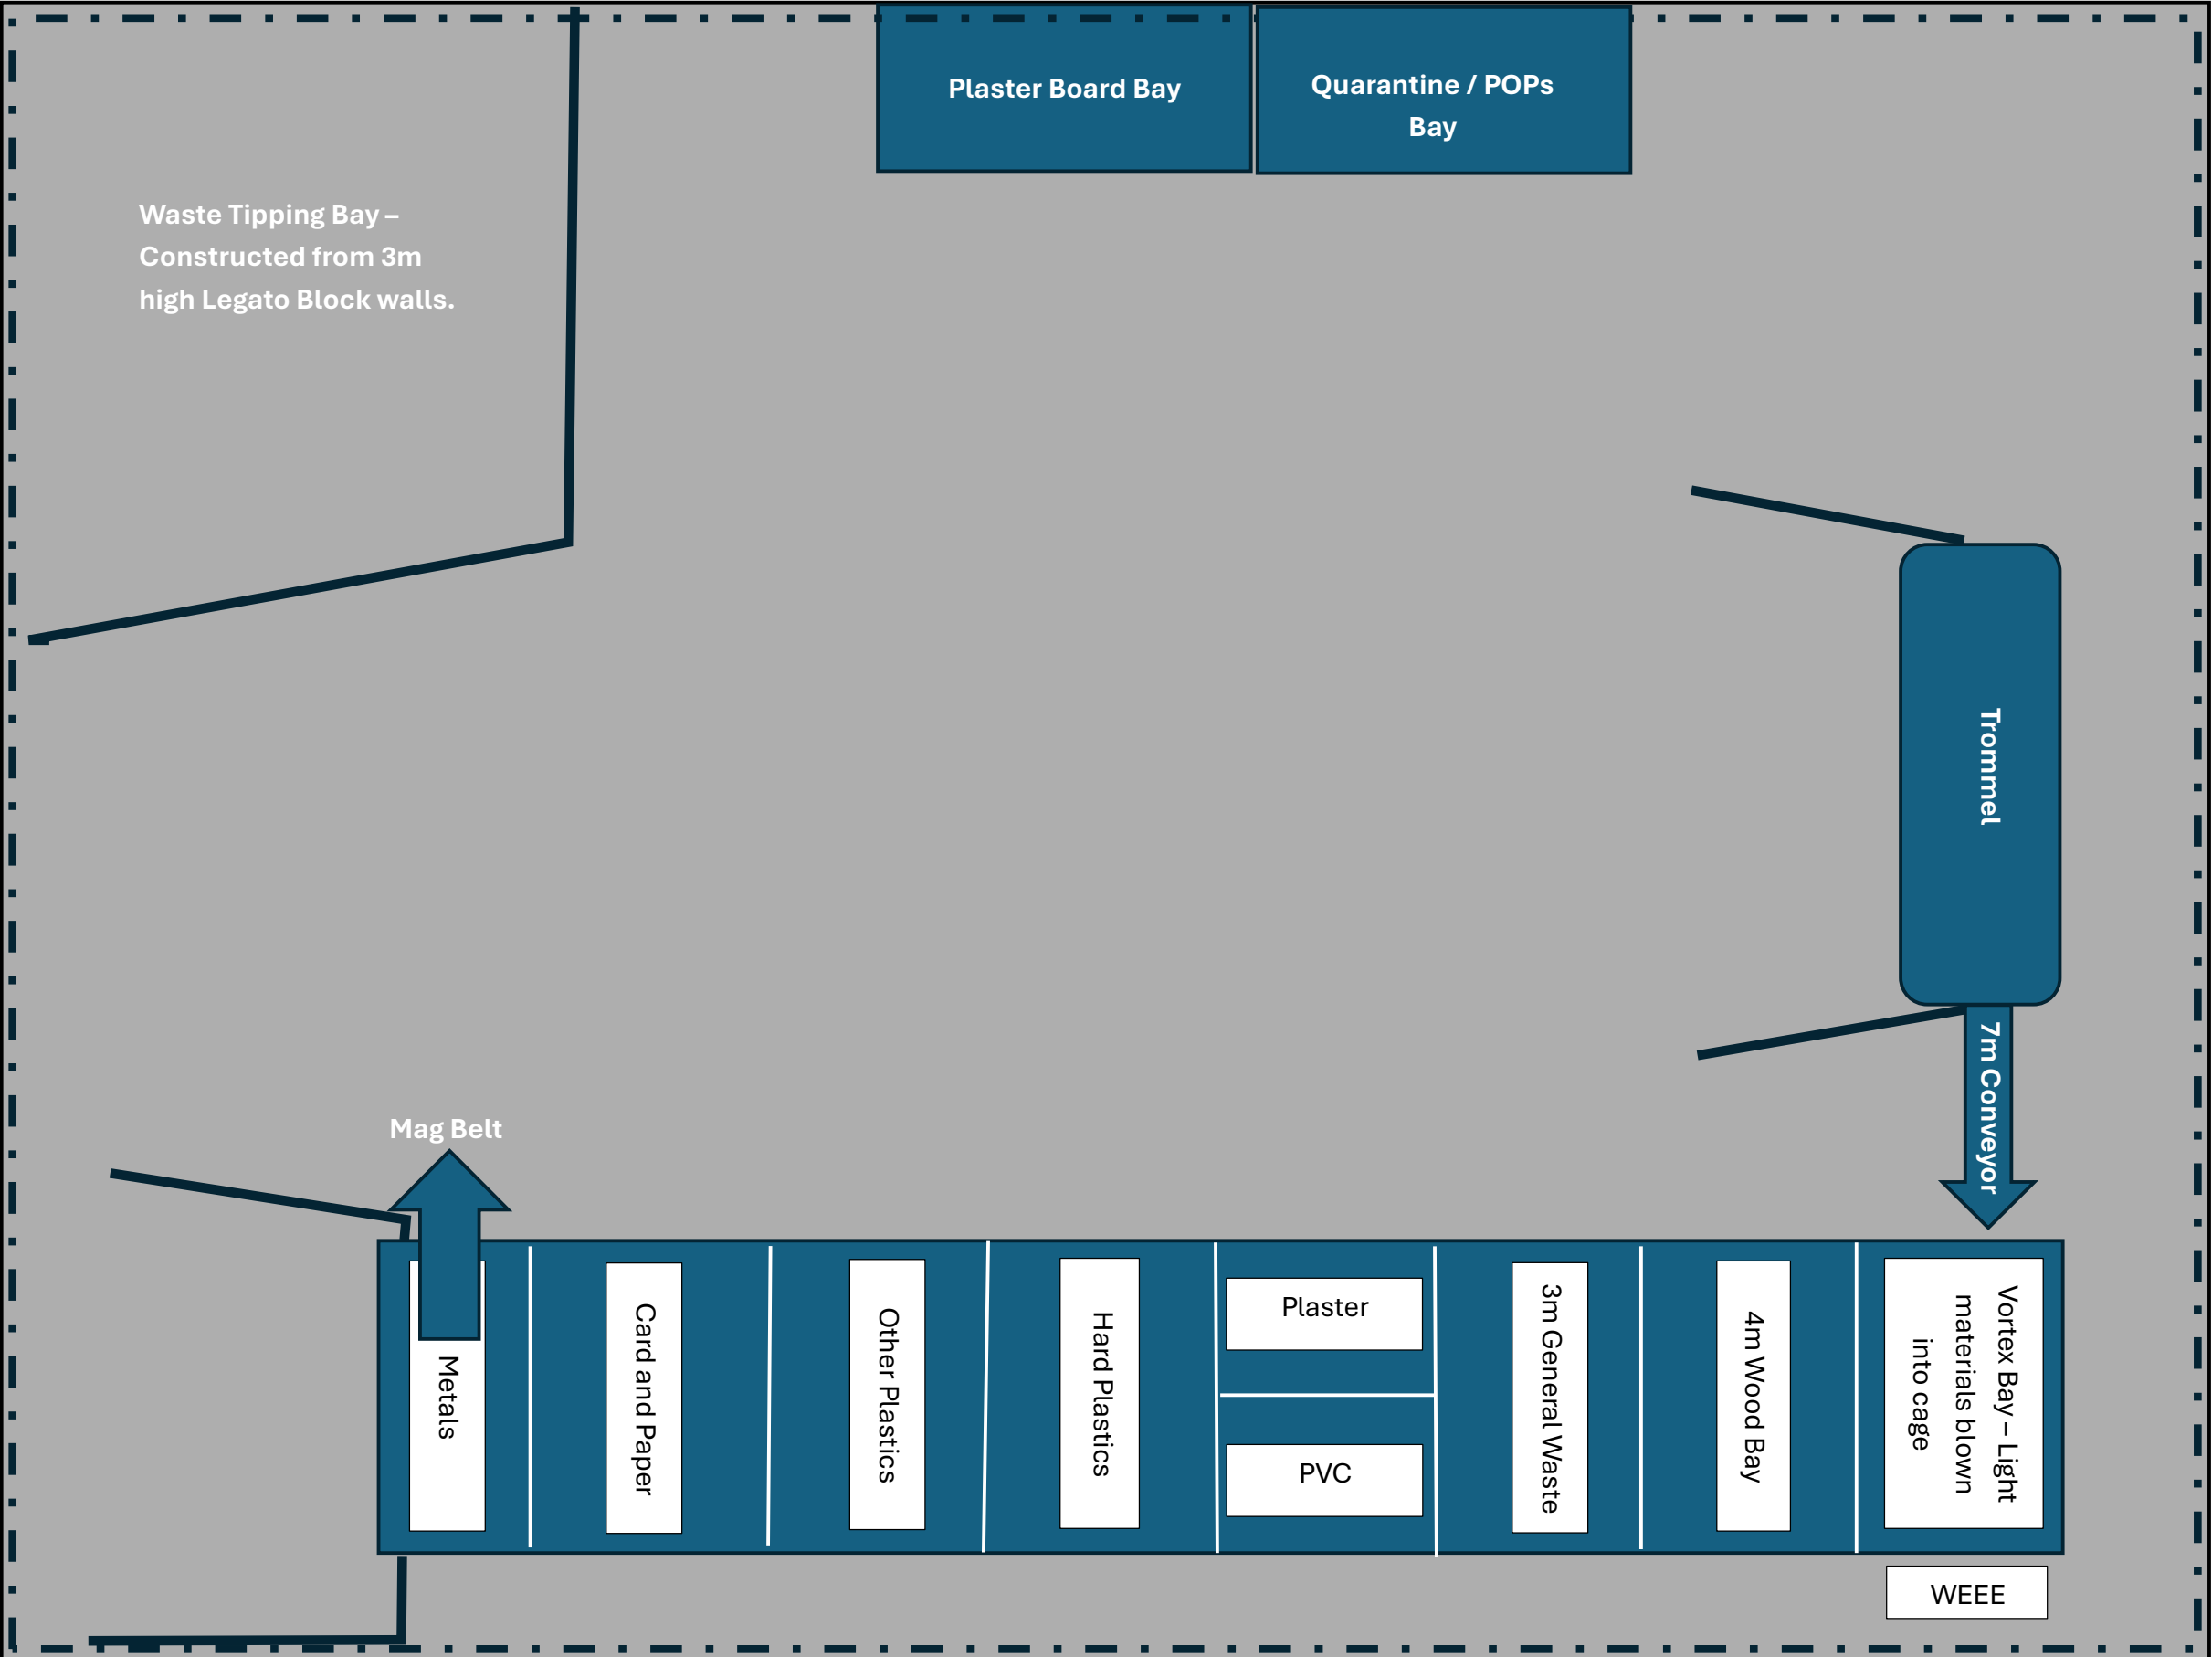 Plaster Board Bay
Quarantine / POPs
Bay
Waste Tipping Bay –
Constructed from 3m
high Legato Block walls.
Trommel
7m Conveyor
Mag Belt
Metals
Card and Paper
Other Plastics
Hard Plastics
Plaster
PVC
3m General Waste
4m Wood Bay
Vortex Bay – Light
materials blown
into cage
WEEE